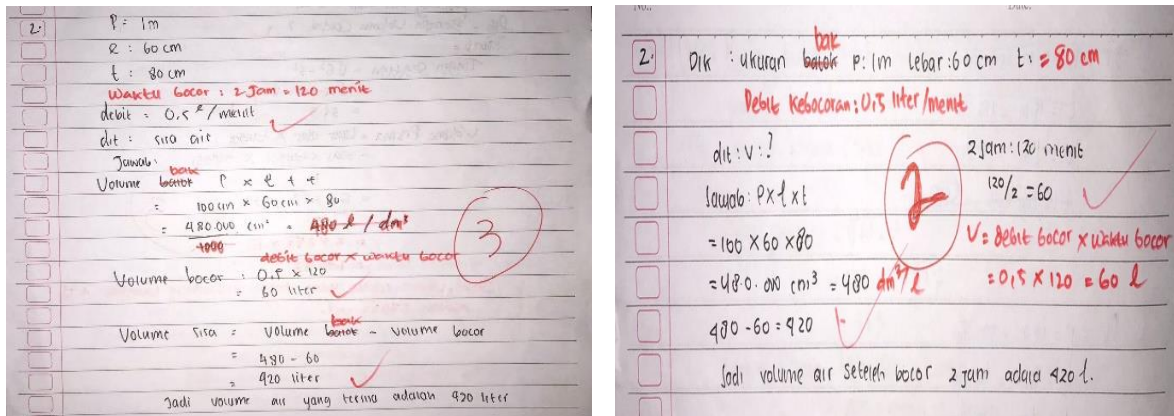 2. P = 1m
l : 60 cm
t : 80 cm
Waktu bocor : 2 Jam = 120 menit
debit : 0,5 l/menit
dit : sisa air
Jawab :
bak
Volume balok P x l x t
= 100 cm x 60 cm x 80
= 480.000 cm³ = 480 l / dm³
1000
debit bocor x waktu bocor
Volume bocor : 0,5 x 120
= 60 liter
3
bak
Volume sisa = Volume balok - volume bocor
= 480 - 60
= 420 liter
Jadi volume air yang adalah 420 liter
No.:
Date:
bak
2. Dik : ukuran balok p: 1m lebar : 60 cm t : = 80 cm
Debit kebocoran : 0,5 liter/menit
dit : V : ? 2 jam : 120 menit
Jawab : P x l x t 120/2 = 60
2
= 100 x 60 x 80 V = debit bocor x waktu bocor
= 480.000 cm³ = 480 dm³/l = 0,5 x 120 = 60 l
480 - 60 = 420
Jadi volume air setelah bocor 2 jam 420 l.